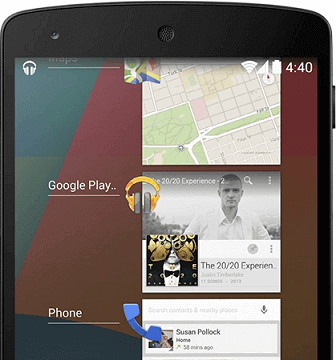 4:40
Maps
Google Play..
The 20/20 Experience - 2...
The 20/20 Experien..
Justin Timberlake
Phone
Search contacts & nearby places
Susan Pollock
Home
58 mins ago